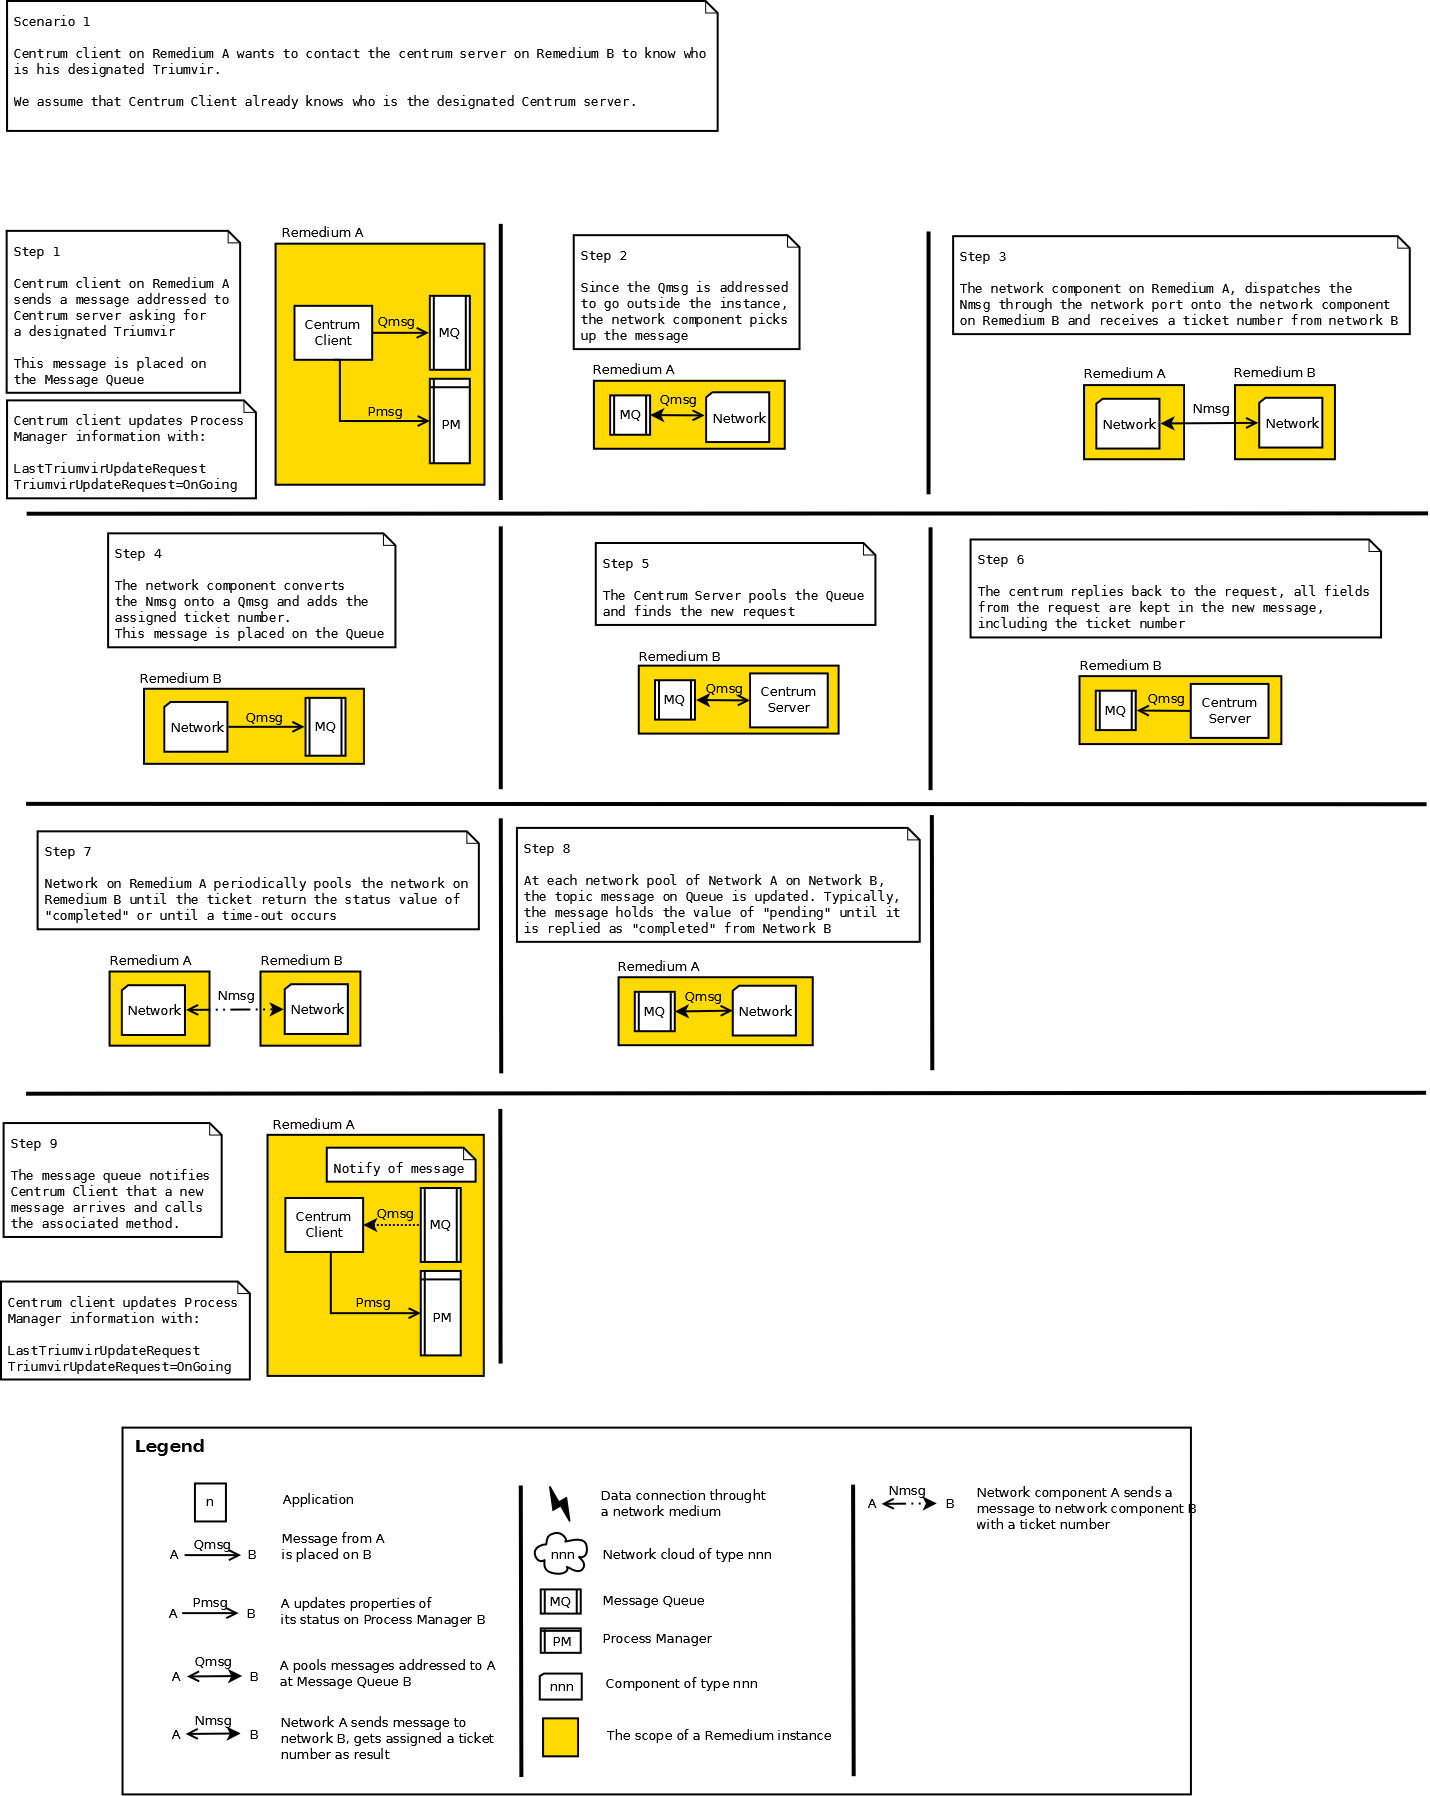 Scenario 1
Centrum client on Remedium A wants to contact the centrum server on Remedium B to know who
is his designated Triumvir.
We assume that Centrum Client already knows who is the designated Centrum server.
Step 1
Centrum client on Remedium A
sends a message addressed to
Centrum server asking for
a designated Triumvir
This message is placed on
the Message Queue
Centrum client updates Process
Manager information with:
LastTriumvirUpdateRequest
TriumvirUpdateRequest=OnGoing
Remedium A
Centrum
Client
Qmsg
MQ
Pmsg
PM
Step 2
Since the Qmsg is addressed
to go outside the instance,
the network component picks
up the message
Remedium A
MQ
Qmsg
Network
Step 3
The network component on Remedium A, dispatches the
Nmsg through the network port onto the network component
on Remedium B and receives a ticket number from network B
Remedium A
Remedium B
Network
Nmsg
Network
Step 4
The network component converts
the Nmsg onto a Qmsg and adds the
assigned ticket number.
This message is placed on the Queue
Remedium B
Network
Qmsg
MQ
Step 5
The Centrum Server pools the Queue
and finds the new request
Remedium B
MQ
Qmsg
Centrum
Server
Step 6
The centrum replies back to the request, all fields
from the request are kept in the new message,
including the ticket number
Remedium B
MQ
Qmsg
Centrum
Server
Step 7
Network on Remedium A periodically pools the network on
Remedium B until the ticket return the status value of
"completed" or until a time-out occurs
Remedium A
Remedium B
Network
Nmsg
Network
Step 8
At each network pool of Network A on Network B,
the topic message on Queue is updated. Typically,
the message holds the value of "pending" until it
is replied as "completed" from Network B
Remedium A
MQ
Qmsg
Network
Step 9
The message queue notifies
Centrum Client that a new
message arrives and calls
the associated method.
Centrum client updates Process
Manager information with:
LastTriumvirUpdateRequest
TriumvirUpdateRequest=OnGoing
Remedium A
Notify of message
Centrum
Client
Qmsg
MQ
Pmsg
PM
Legend
n
Application
A Qmsg B
Message from A
is placed on B
A Pmsg B
A updates properties of
its status on Process Manager B
A Qmsg B
A pools messages addressed to A
at Message Queue B
A Nmsg B
Network A sends message to
network B, gets assigned a ticket
number as result
Data connection throught
a network medium
nnn
Network cloud of type nnn
MQ
Message Queue
PM
Process Manager
nnn
Component of type nnn
The scope of a Remedium instance
A Nmsg B
Network component A sends a
message to network component B
with a ticket number